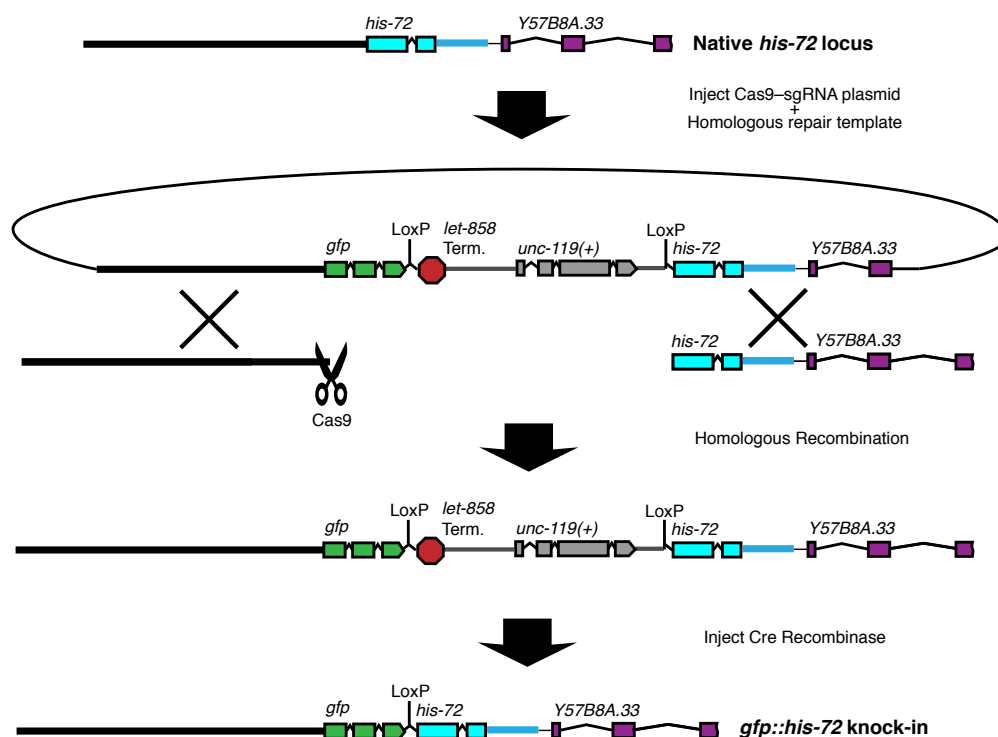 his-72
Y57B8A.33
Native his-72 locus
Inject Cas9–sgRNA plasmid
+
Homologous repair template
LoxP
let-858
Term.
gfp
unc-119(+)
LoxP
his-72
Y57B8A.33
his-72
Y57B8A.33
Cas9
Homologous Recombination
LoxP
let-858
Term.
gfp
unc-119(+)
LoxP
his-72
Y57B8A.33
Inject Cre Recombinase
LoxP
gfp
his-72
Y57B8A.33
gfp::his-72 knock-in